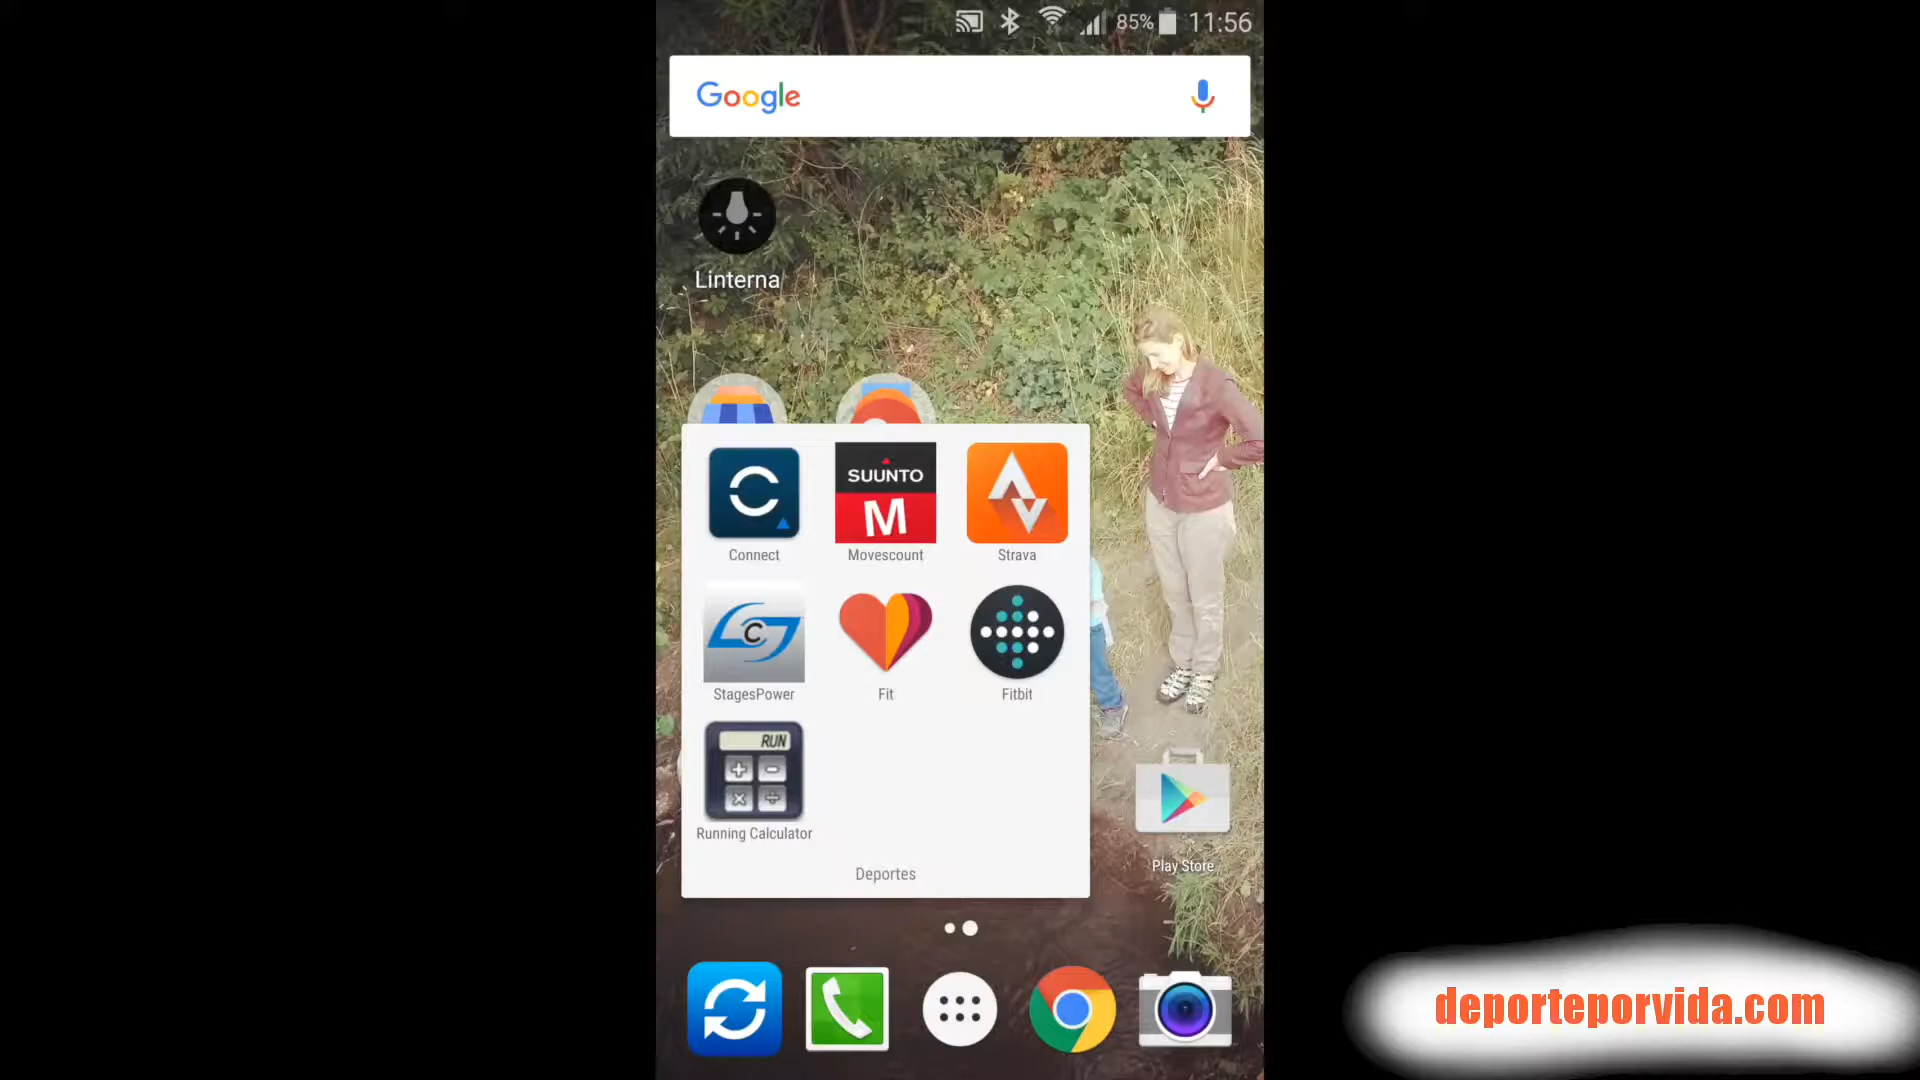 85% 11:56
Google
Linterna
SUUNTO
M
Connect Movescount Strava
C
StagesPower Fit Fitbit
RUN
Running Calculator
Play Store
Deportes
deporteporvida.com